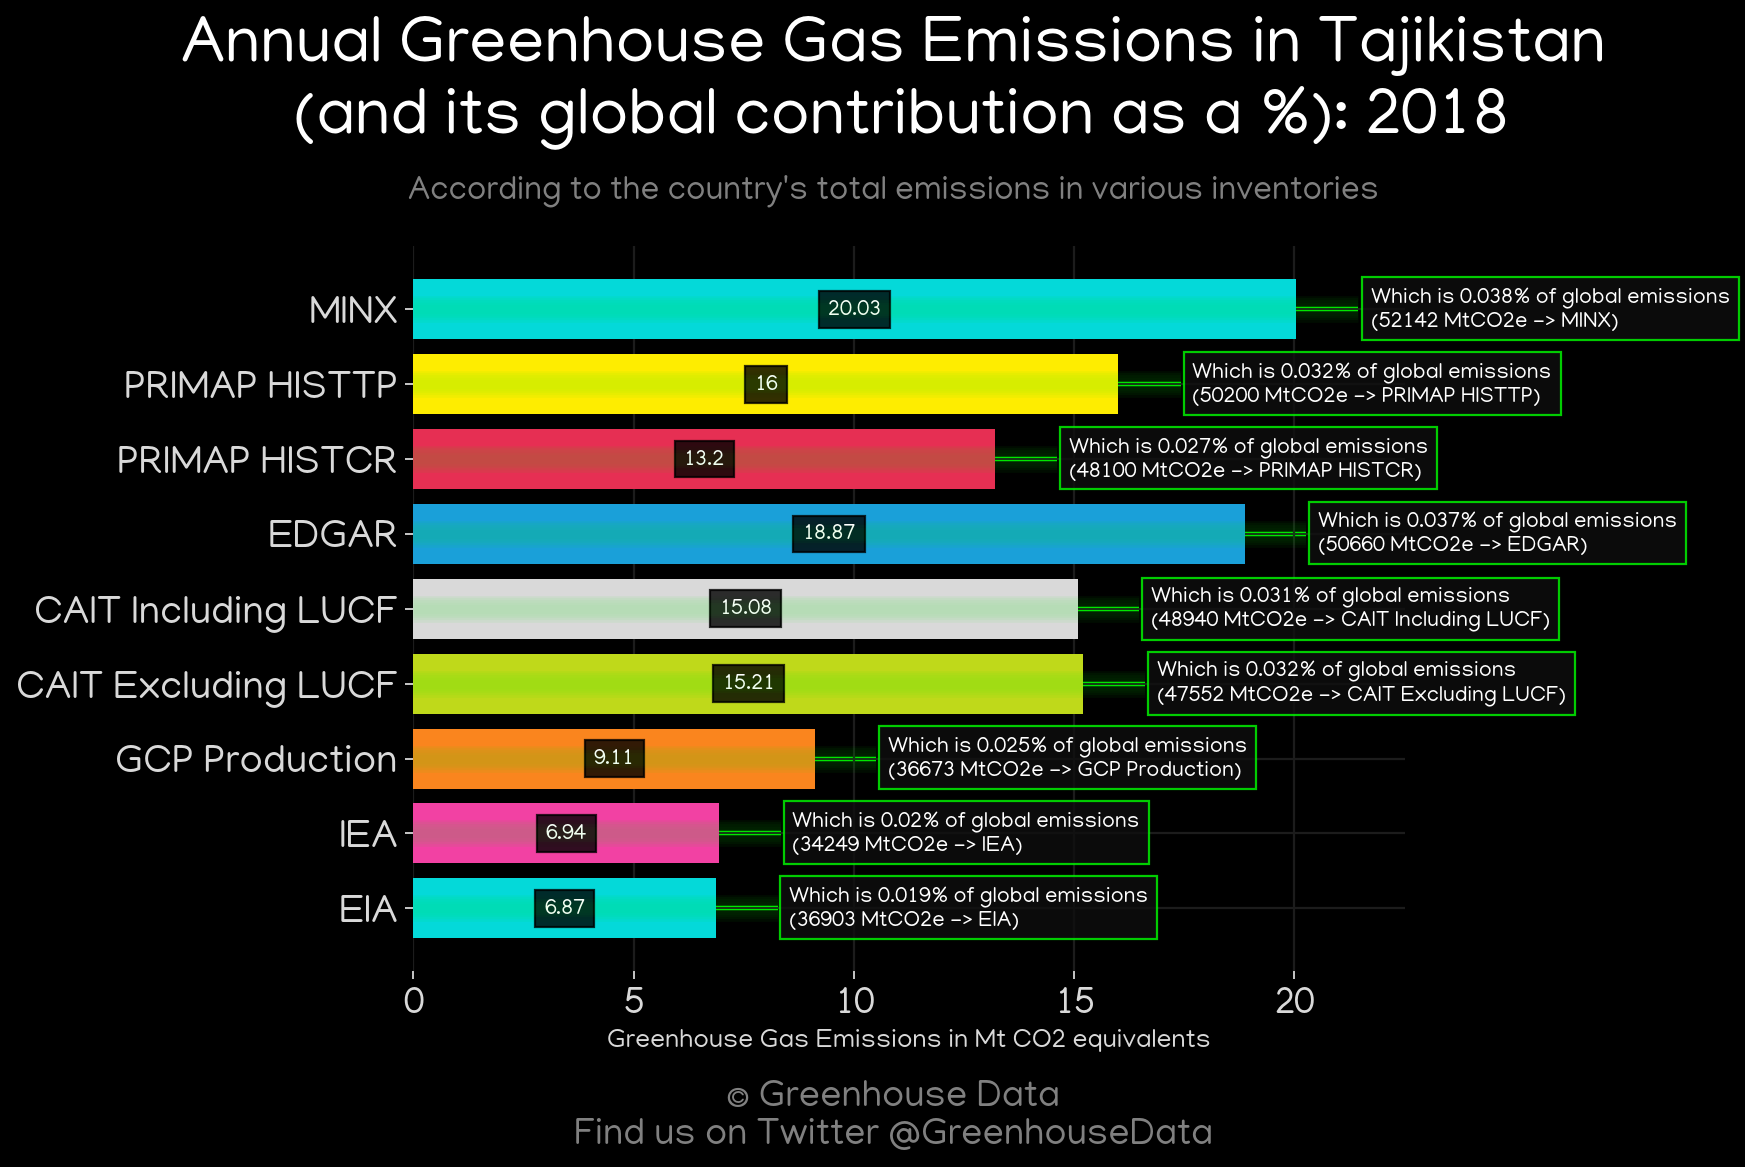 Annual Greenhouse Gas Emissions in Tajikistan
(and its global contribution as a %): 2018
According to the country's total emissions in various inventories
MINX
20.03
Which is 0.038% of global emissions
(52142 MtCO2e -> MINX)
PRIMAP HISTTP
16
Which is 0.032% of global emissions
(50200 MtCO2e -> PRIMAP HISTTP)
PRIMAP HISTCR
13.2
Which is 0.027% of global emissions
(48100 MtCO2e -> PRIMAP HISTCR)
EDGAR
18.87
Which is 0.037% of global emissions
(50660 MtCO2e -> EDGAR)
CAIT Including LUCF
15.08
Which is 0.031% of global emissions
(48940 MtCO2e -> CAIT Including LUCF)
CAIT Excluding LUCF
15.21
Which is 0.032% of global emissions
(47552 MtCO2e -> CAIT Excluding LUCF)
GCP Production
9.11
Which is 0.025% of global emissions
(36673 MtCO2e -> GCP Production)
IEA
6.94
Which is 0.02% of global emissions
(34249 MtCO2e -> IEA)
EIA
6.87
Which is 0.019% of global emissions
(36903 MtCO2e -> EIA)
0 5 10 15 20
Greenhouse Gas Emissions in Mt CO2 equivalents
© Greenhouse Data
Find us on Twitter @GreenhouseData